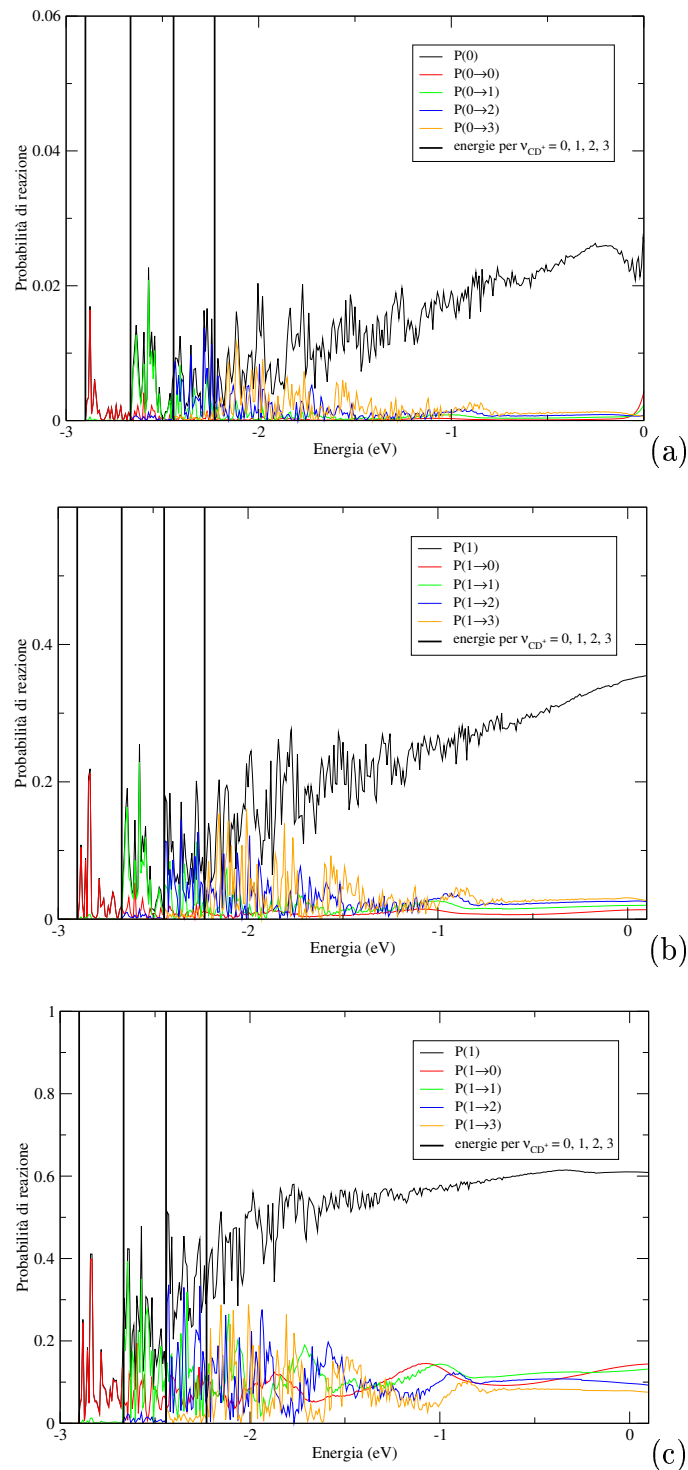 0.06
0.04
0.02
0
Probabilità di reazione
P(0)
P(0→0)
P(0→1)
P(0→2)
P(0→3)
energie per ν_CD⁺ = 0, 1, 2, 3
-3 -2 -1 0
Energia (eV)
(a)
0.4
0.2
0
Probabilità di reazione
P(1)
P(1→0)
P(1→1)
P(1→2)
P(1→3)
energie per ν_CD⁺ = 0, 1, 2, 3
-3 -2 -1 0
Energia (eV)
(b)
1
0.8
0.6
0.4
0.2
0
Probabilità di reazione
P(1)
P(1→0)
P(1→1)
P(1→2)
P(1→3)
energie per ν_CD⁺ = 0, 1, 2, 3
-3 -2 -1 0
Energia (eV)
(c)